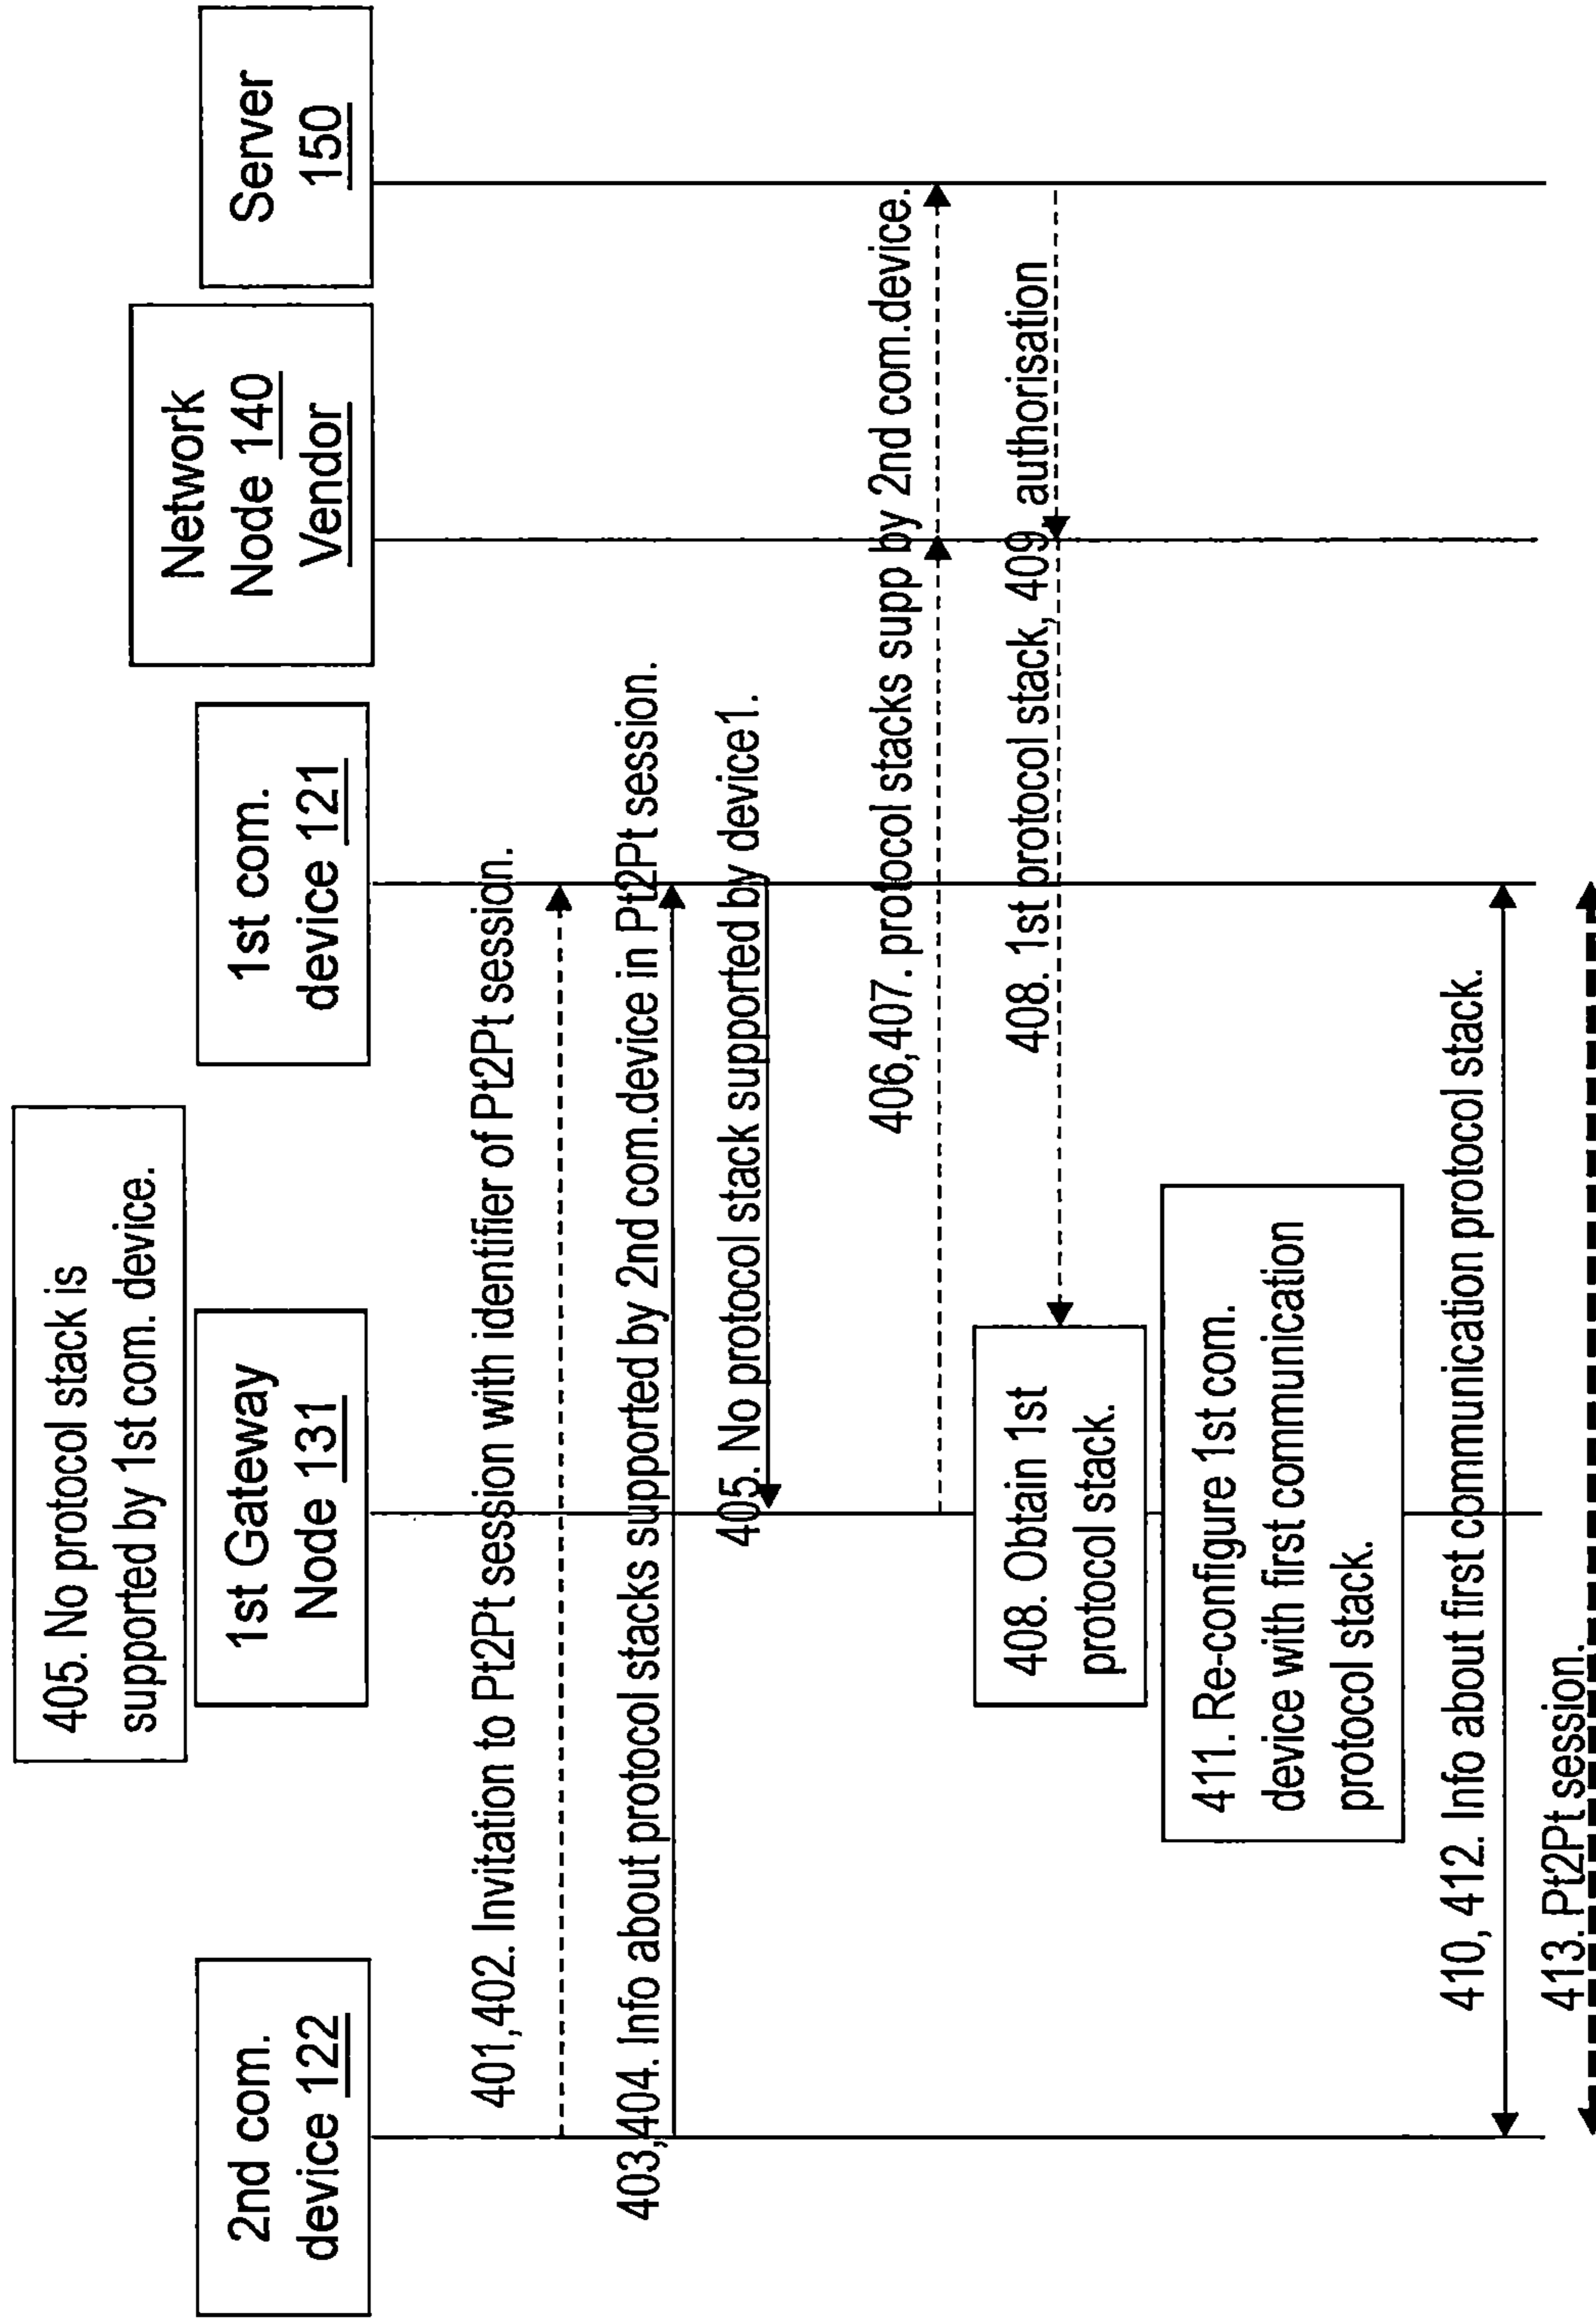 405. No protocol stack is
supported by 1st com. device.
2nd com.
device 122
1st Gateway
Node 131
1st com.
device 121
Network
Node 140
Vendor
Server
150
401,402. Invitation to Pt2Pt session with identifier of Pt2Pt session.
403,404. Info about protocol stacks supported by 2nd com.device in Pt2Pt session.
405. No protocol stack supported by device1.
406,407. protocol stacks supp by 2nd com.device.
408. 1st protocol stack, 409. authorisation
408. Obtain 1st
protocol stack.
411. Re-configure 1st com.
device with first communication
protocol stack.
410, 412. Info about first communication protocol stack.
413. Pt2Pt session.